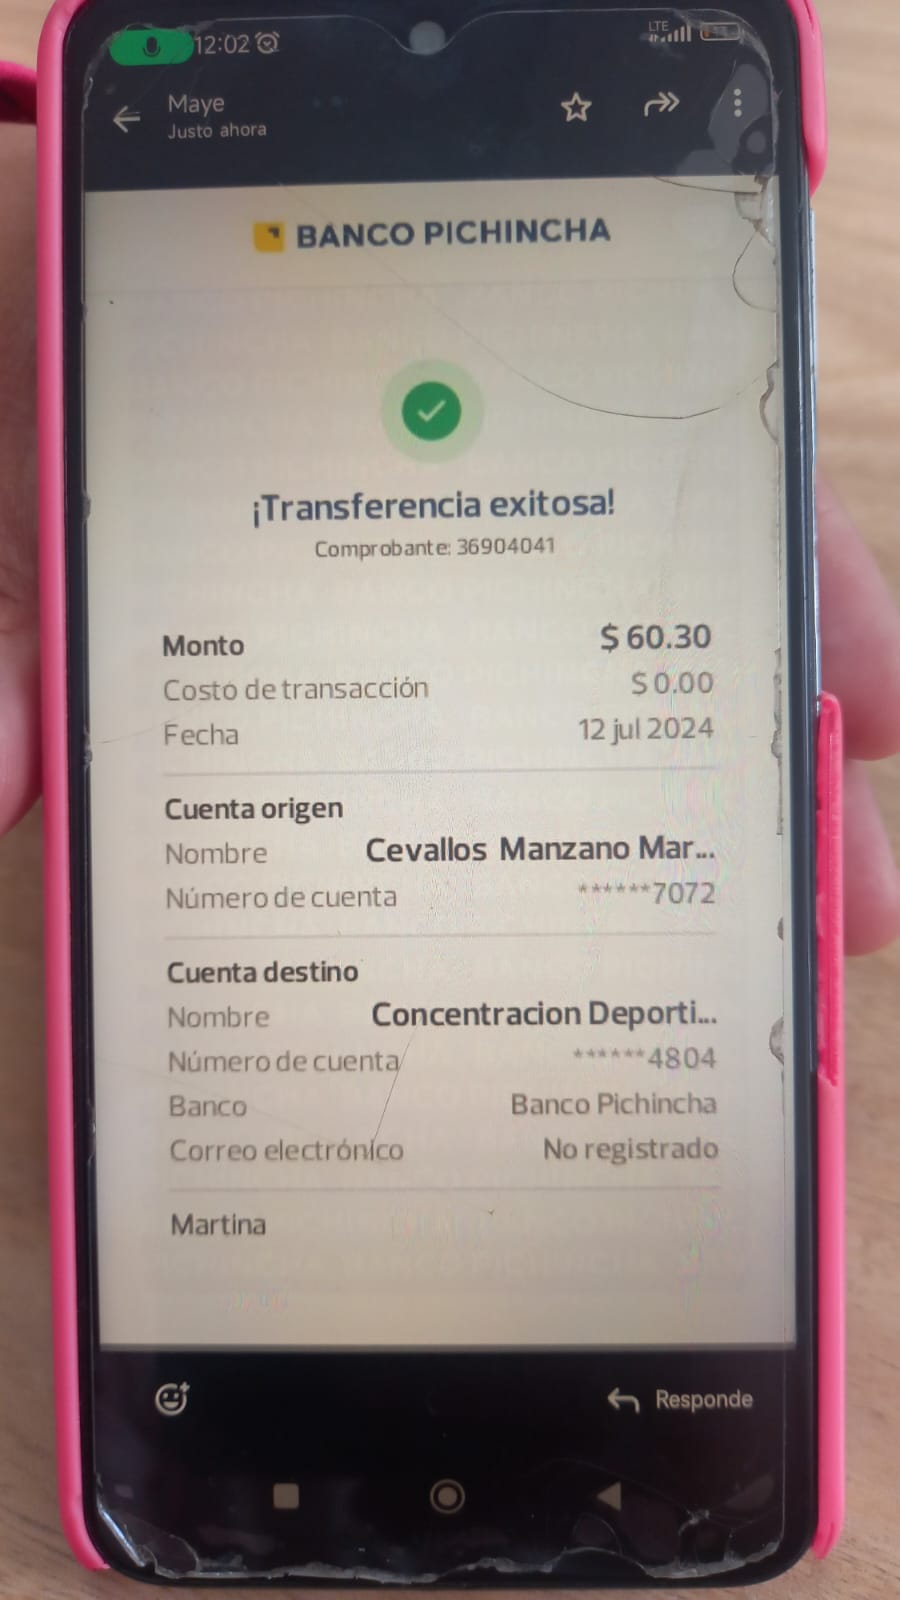 12:02
LTE
Maye
Justo ahora
BANCO PICHINCHA
¡Transferencia exitosa!
Comprobante: 36904041
Monto $ 60.30
Costo de transacción $ 0.00
Fecha 12 jul 2024
Cuenta origen
Nombre Cevallos Manzano Mar...
Número de cuenta ******7072
Cuenta destino
Nombre Concentracion Deporti...
Número de cuenta ******4804
Banco Banco Pichincha
Correo electrónico No registrado
Martina
Responde